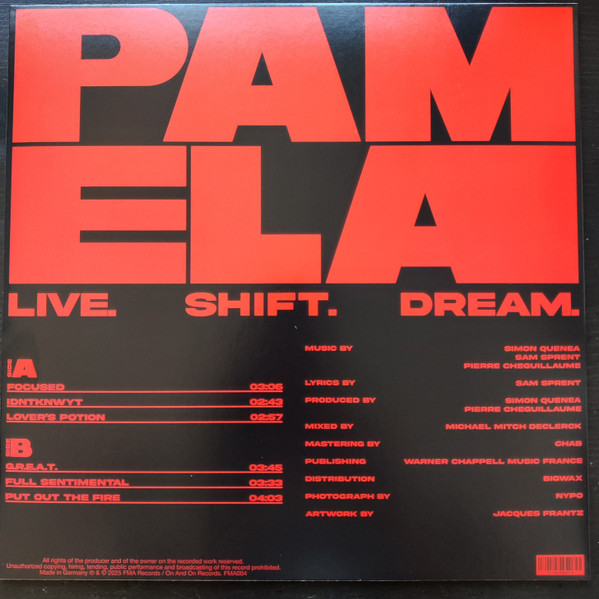 PAM
ELA
LIVE. SHIFT. DREAM.
SIDE A
FOCUSED 03:06
IDNTKNWYT 02:43
LOVER'S POTION 02:57
SIDE B
G.R.E.A.T. 03:45
FULL SENTIMENTAL 03:33
PUT OUT THE FIRE 04:03
MUSIC BY SIMON QUENEA
SAM SPRENT
PIERRE CHEGUILLAUME
LYRICS BY SAM SPRENT
PRODUCED BY SIMON QUENEA
PIERRE CHEGUILLAUME
MIXED BY MICHAEL MITCH DECLERCK
MASTERING BY CHAB
PUBLISHING WARNER CHAPPELL MUSIC FRANCE
DISTRIBUTION BIGWAX
PHOTOGRAPH BY NYPO
ARTWORK BY JACQUES FRANTZ
All rights of the producer and of the owner on the recorded work reserved.
Unauthorized copying, hiring, lending, public performance and broadcasting of this record prohibited.
Made in Germany ℗ & © 2025 FMA Records / On And On Records. FMA004